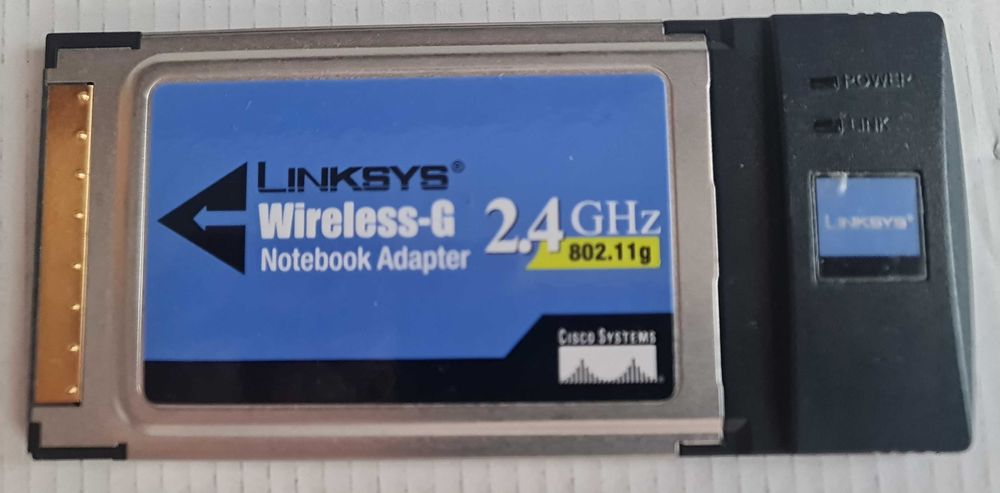 LINKSYS®
Wireless-G
Notebook Adapter
2.4 GHz
802.11g
CISCO SYSTEMS
POWER
LINK
LINKSYS®